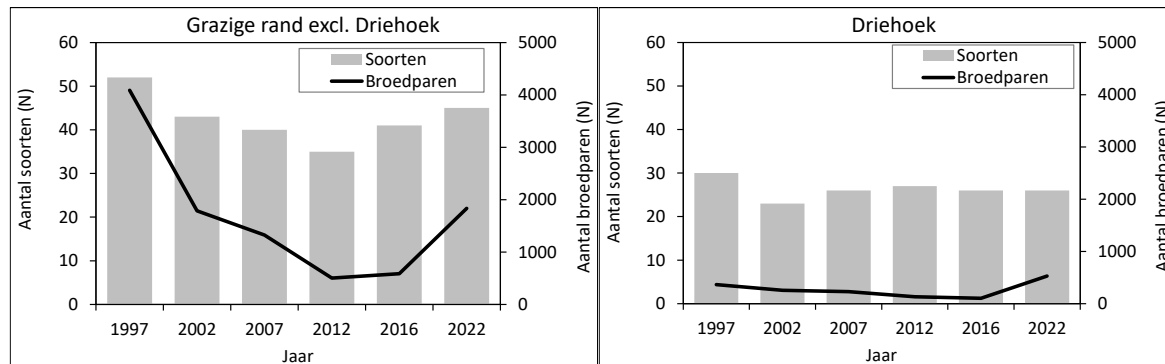 Grazige rand excl. Driehoek
Soorten
Broedparen
Aantal soorten (N)
60
50
40
30
20
10
0
5000
4000
3000
2000
1000
0
Aantal broedparen (N)
1997 2002 2007 2012 2016 2022
Jaar
Driehoek
Soorten
Broedparen
Aantal soorten (N)
60
50
40
30
20
10
0
5000
4000
3000
2000
1000
0
Aantal broedparen (N)
1997 2002 2007 2012 2016 2022
Jaar